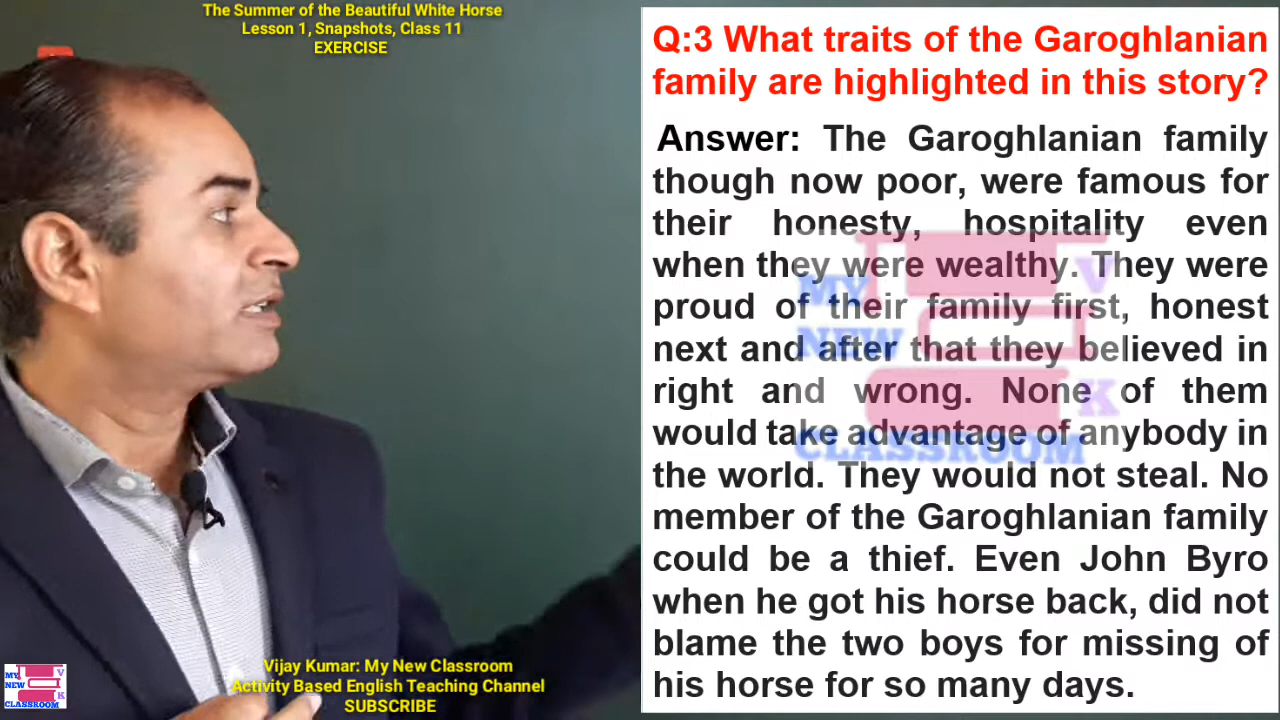 The Summer of the Beautiful White Horse
Lesson 1, Snapshots, Class 11
EXERCISE
Q:3 What traits of the Garoghlanian
family are highlighted in this story?
Answer: The Garoghlanian family
though now poor, were famous for
their honesty, hospitality even
when they were wealthy. They were
proud of their family first, honest
next and after that they believed in
right and wrong. None of them
would take advantage of anybody in
the world. They would not steal. No
member of the Garoghlanian family
could be a thief. Even John Byro
when he got his horse back, did not
blame the two boys for missing of
his horse for so many days.
MY
NEW
CLASSROOM
V
K
Vijay Kumar: My New Classroom
Activity Based English Teaching Channel
SUBSCRIBE
MY
NEW
CLASSROOM
V
K